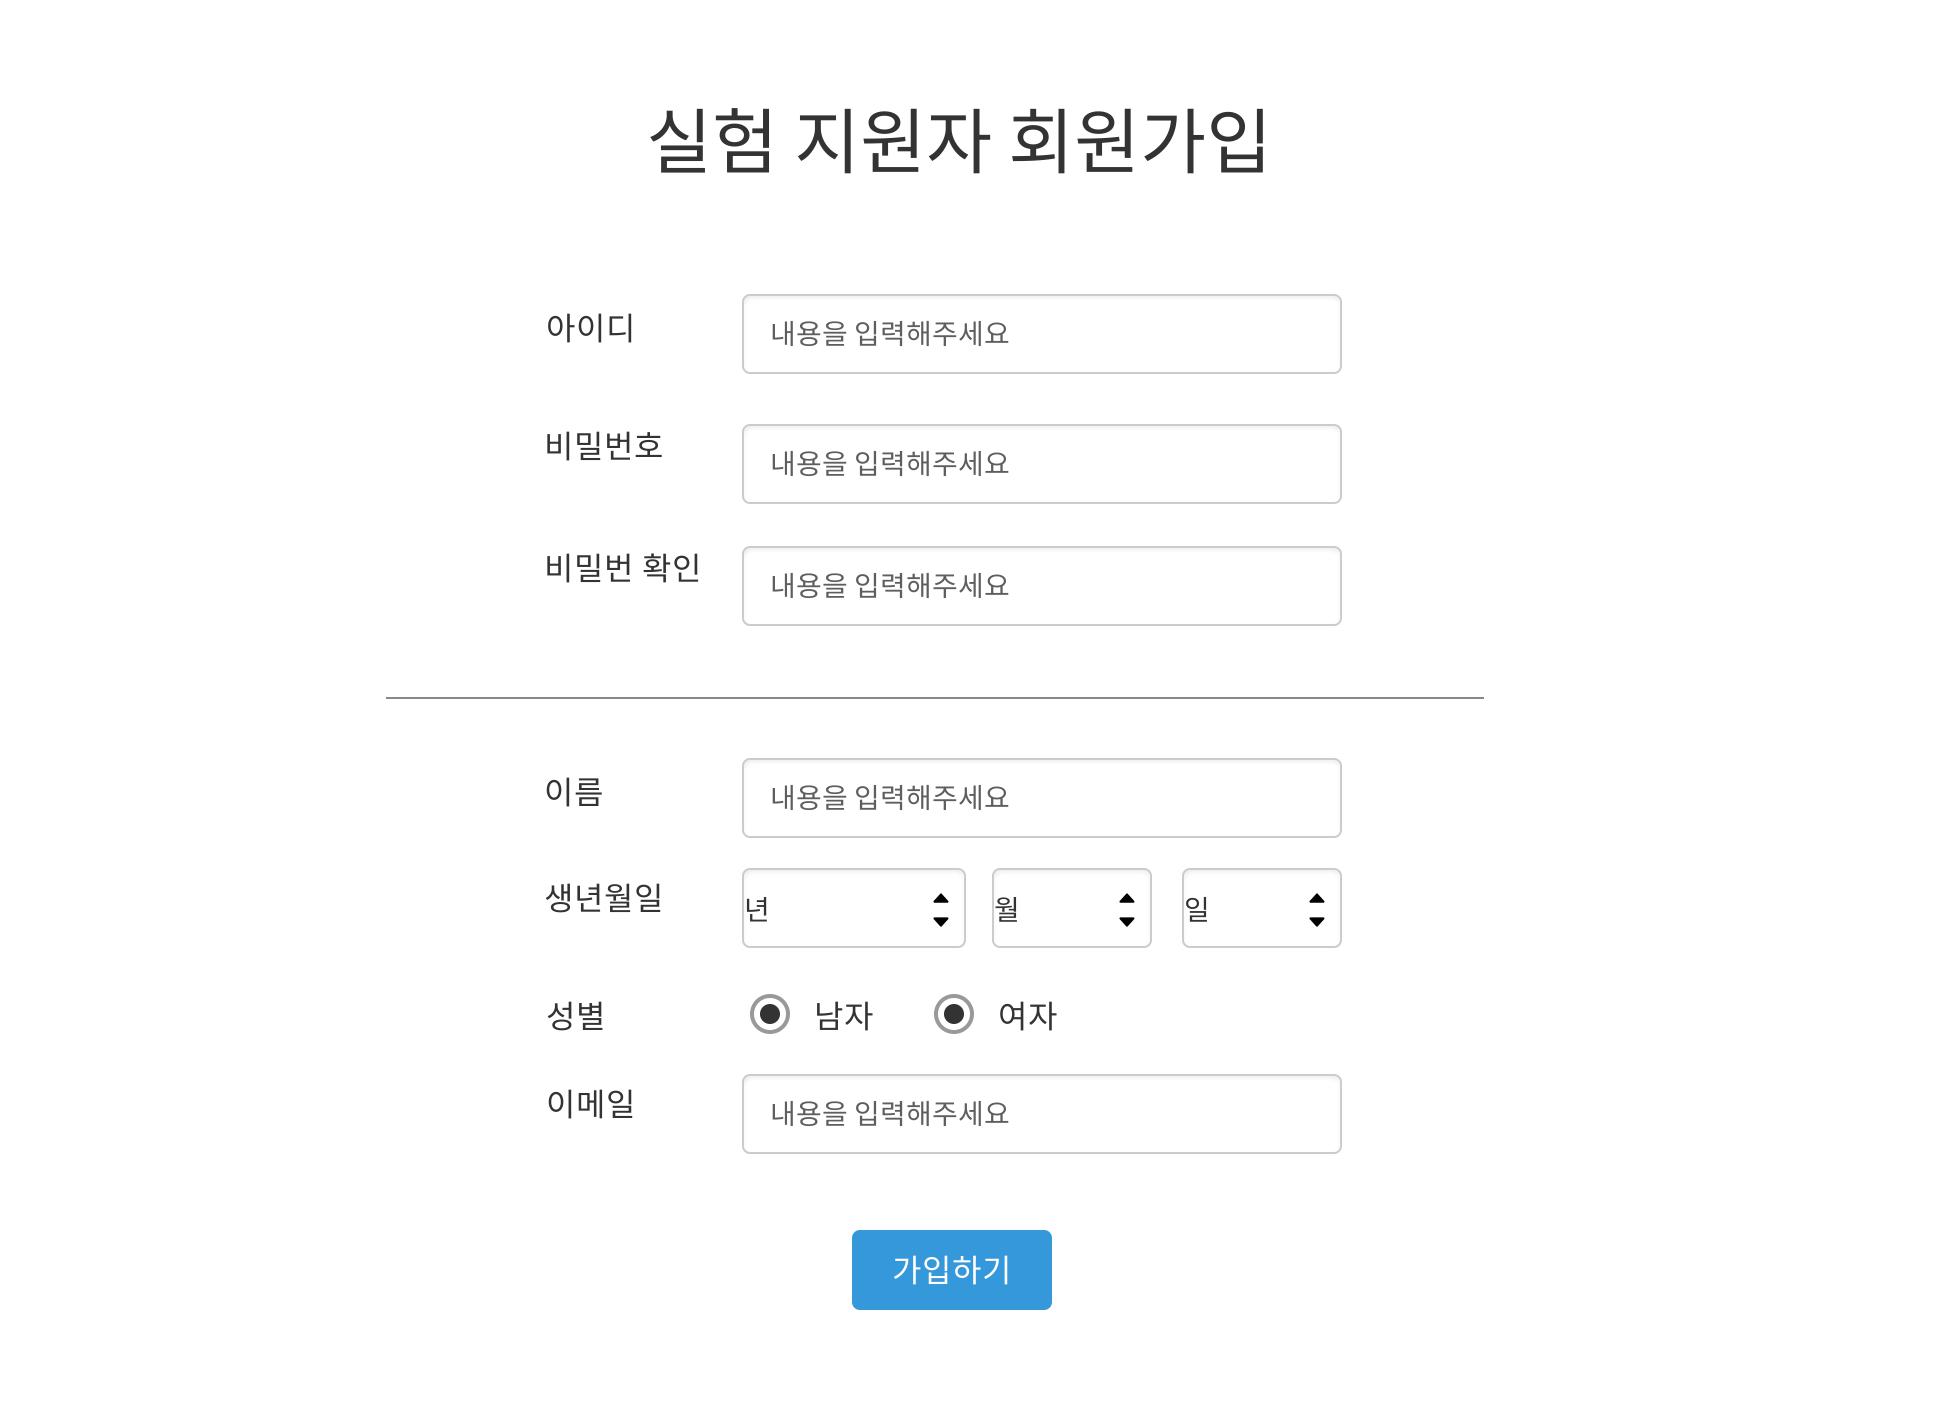 실험 지원자 회원가입
아이디 내용을 입력해주세요
비밀번호 내용을 입력해주세요
비밀번 확인 내용을 입력해주세요
이름 내용을 입력해주세요
생년월일 년 월 일
성별 남자 여자
이메일 내용을 입력해주세요
가입하기